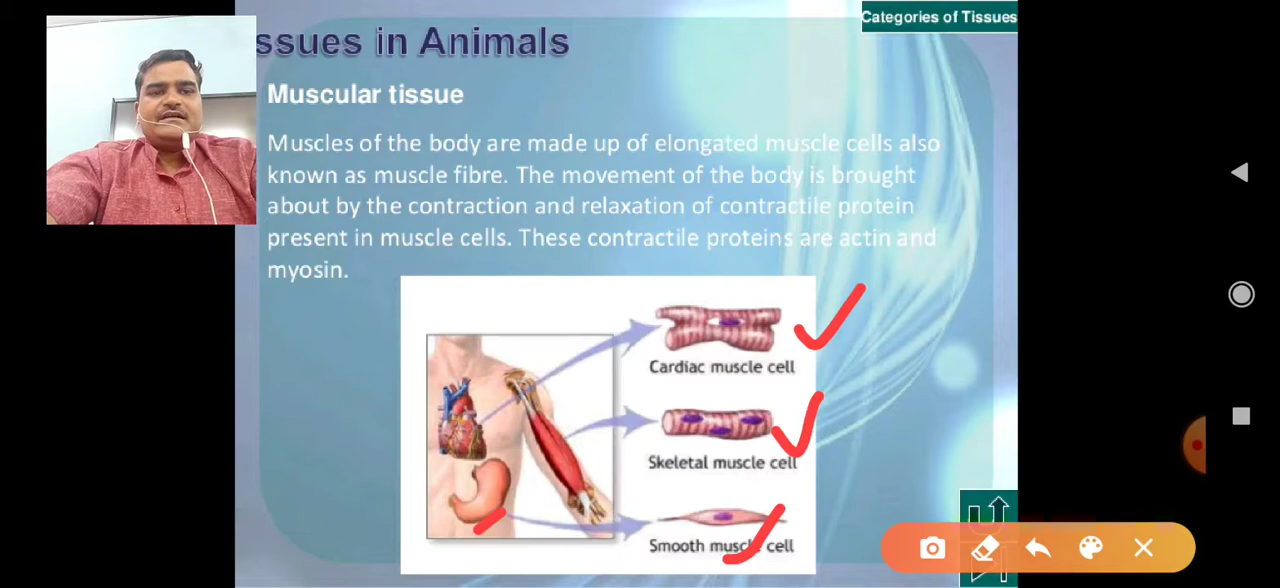 Categories of Tissues
ssues in Animals
Muscular tissue
Muscles of the body are made up of elongated muscle cells also
known as muscle fibre. The movement of the body is brought
about by the contraction and relaxation of contractile protein
present in muscle cells. These contractile proteins are actin and
myosin.
Cardiac muscle cell
Skeletal muscle cell
Smooth muscle cell